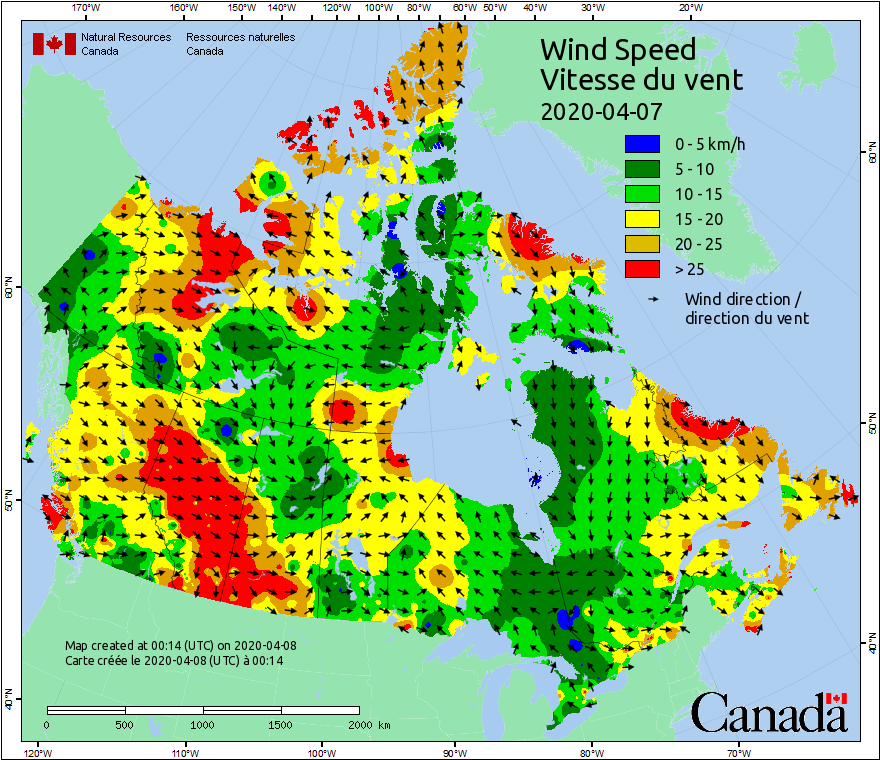 170°W 160°W 150°W 140°W 130°W 120°W 110°W 100°W 90°W 80°W 70°W 60°W 50°W 40°W 30°W 20°W
Natural Resources Canada
Ressources naturelles Canada
Wind Speed
Vitesse du vent
2020-04-07
0 - 5 km/h
5 - 10
10 - 15
15 - 20
20 - 25
> 25
Wind direction /
direction du vent
60°N
50°N
40°N
60°N
50°N
40°N
Map created at 00:14 (UTC) on 2020-04-08
Carte créée le 2020-04-08 (UTC) à 00:14
0 500 1000 1500 2000 km
Canada
120°W 110°W 100°W 90°W 80°W 70°W